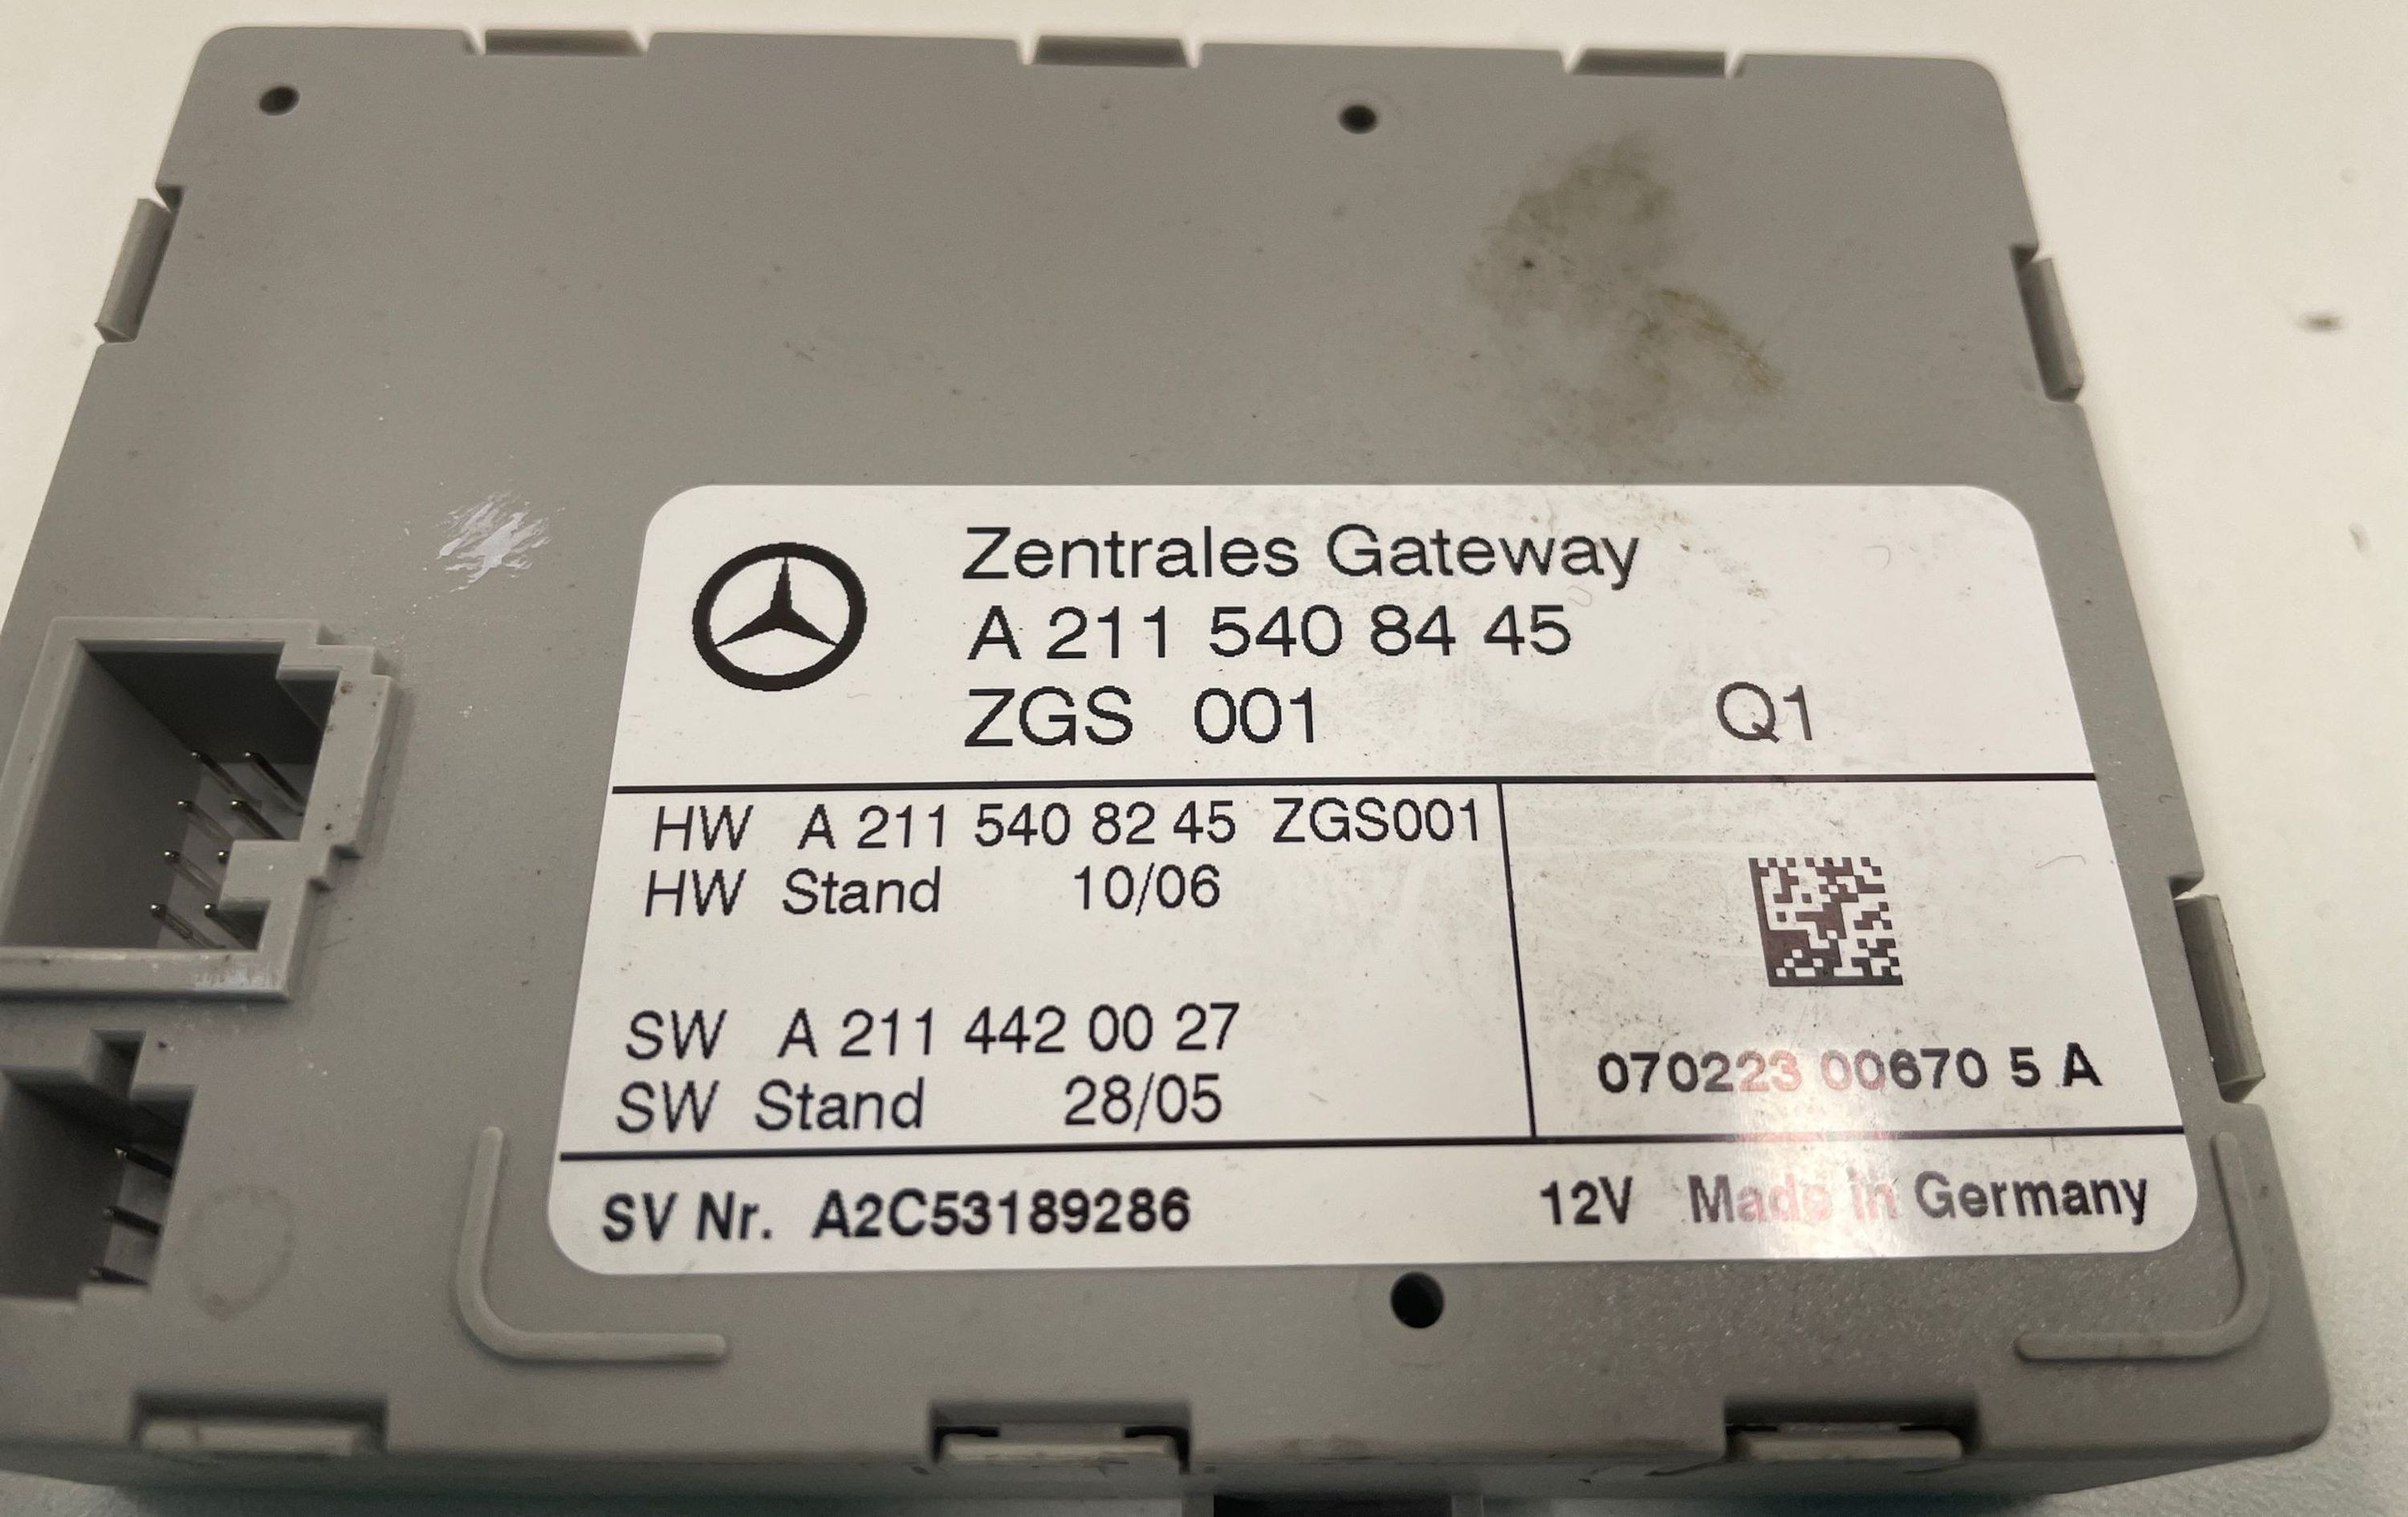 Zentrales Gateway
A 211 540 84 45
ZGS 001 Q1
HW A 211 540 82 45 ZGS001
HW Stand 10/06
SW A 211 442 00 27
SW Stand 28/05
070223 00670 5 A
SV Nr. A2C53189286 12V Made in Germany